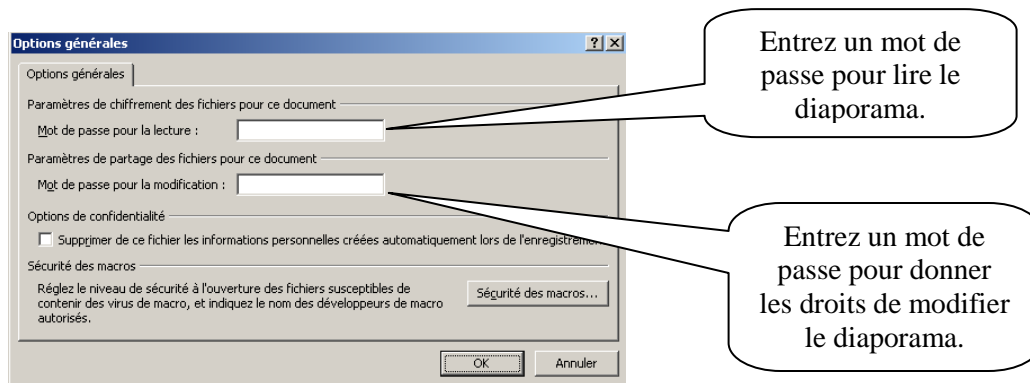 Options générales
Options générales
Paramètres de chiffrement des fichiers pour ce document
Mot de passe pour la lecture :
Paramètres de partage des fichiers pour ce document
Mot de passe pour la modification :
Options de confidentialité
Supprimer de ce fichier les informations personnelles créées automatiquement lors de
Sécurité des macros
Réglez le niveau de sécurité à l'ouverture des fichiers susceptibles de
contenir des virus de macro, et indiquez le nom des développeurs de macro
autorisés.
Sécurité des macros...
OK
Annuler
Entrez un mot de
passe pour lire le
diaporama.
Entrez un mot de
passe pour donner
les droits de modifier
le diaporama.